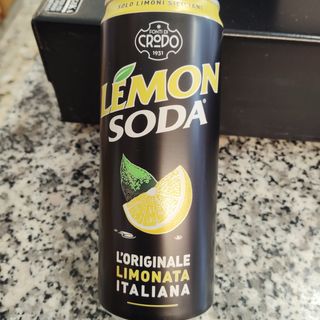 SOLO LIMONI SICILIANI
FONTI DI
CRODO
1931
LEMON
SODA®
L'ORIGINALE
LIMONATA
ITALIANA